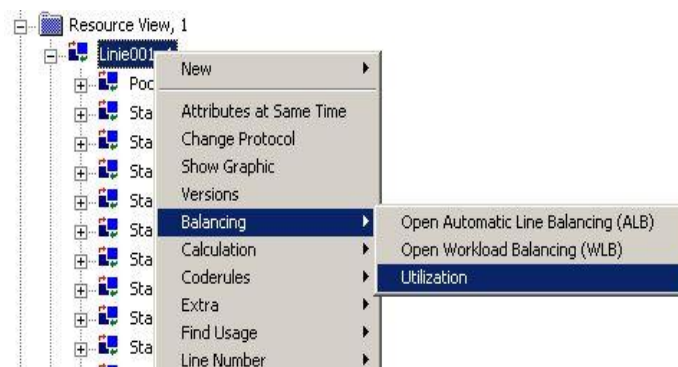 Resource View, 1
Linie001
New
Poc
Attributes at Same Time
Sta
Change Protocol
Sta
Show Graphic
Sta
Versions
Sta
Balancing
Open Automatic Line Balancing (ALB)
Sta
Calculation
Open Workload Balancing (WLB)
Sta
Coderules
Utilization
Sta
Extra
Sta
Find Usage
Sta
Line Number